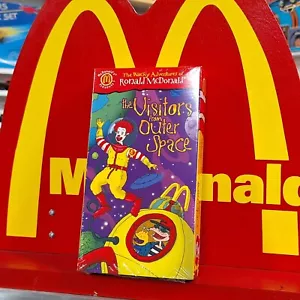 The Wacky Adventures of
Ronald McDonald
the Visitors
from Outer
Space
McDonald